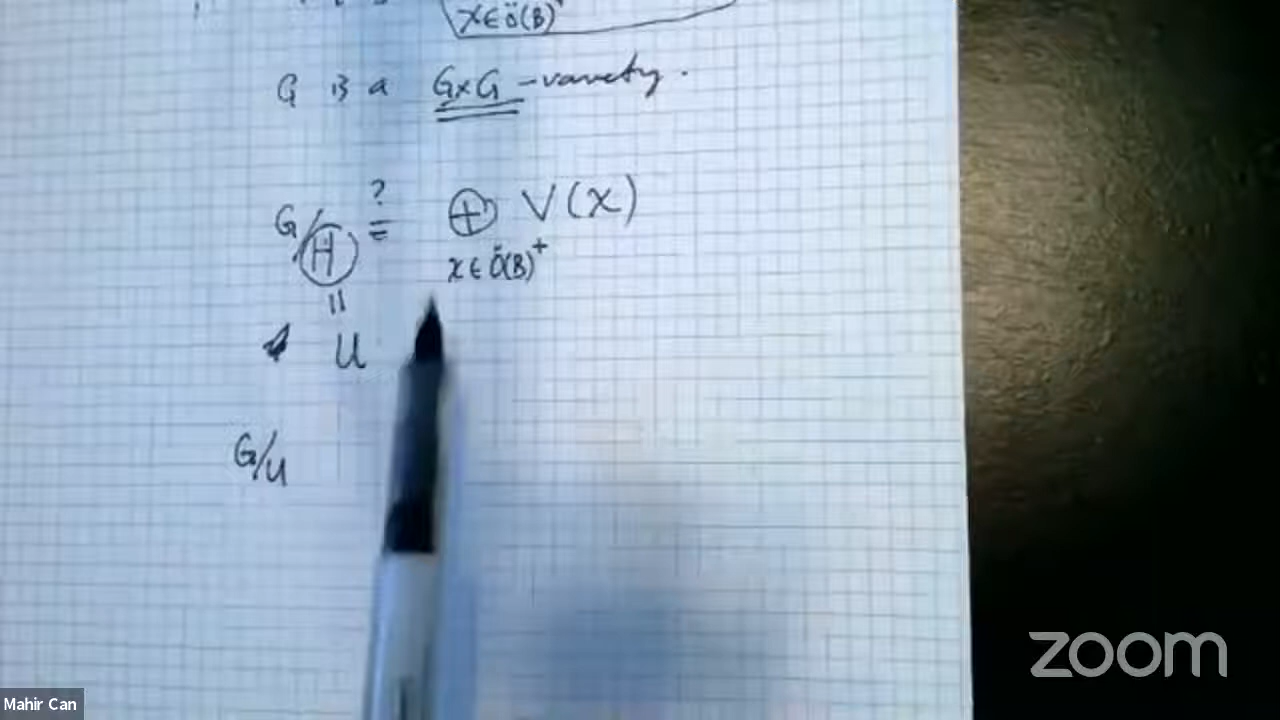 χ∈Ö(B)⁺
G is a G×G-variety.
G/H ≟ ⊕ V(χ)
χ∈Ö(B)⁺
||
U
G/U
zoom
Mahir Can